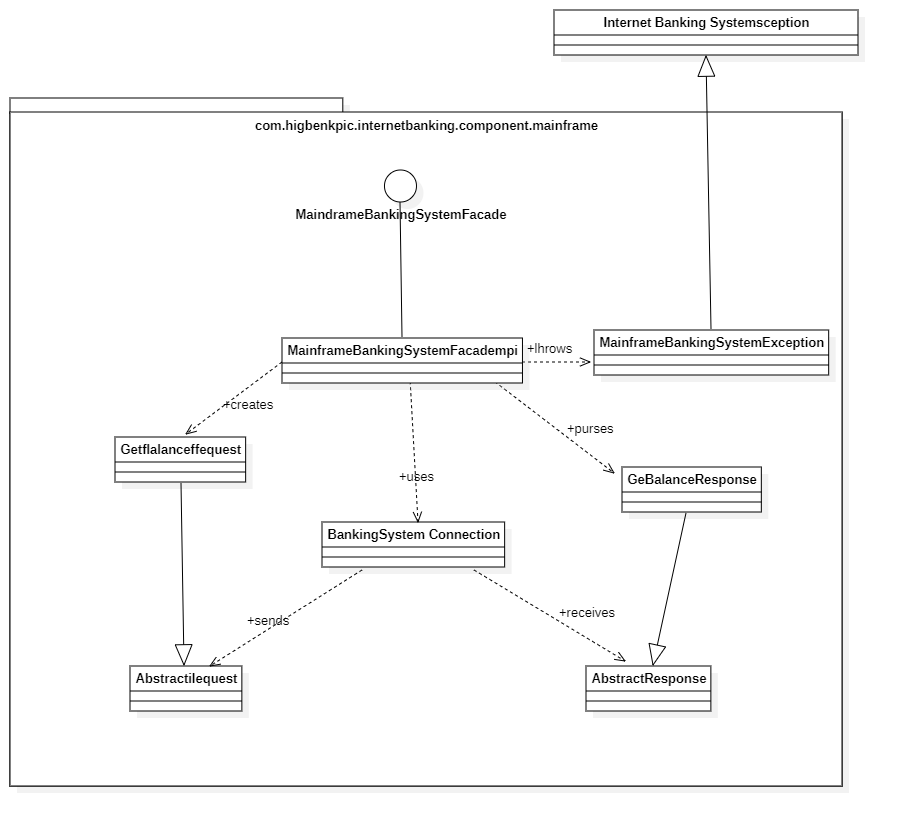 Internet Banking Systemsception
com.higbenkpic.internetbanking.component.mainframe
MaindrameBankingSystemFacade
MainframeBankingSystemFacadempi
+lhrows
MainframeBankingSystemException
+creates
+purses
Getflalanceffequest
+uses
GeBalanceResponse
BankingSystem Connection
+sends
+receives
Abstractilequest
AbstractResponse